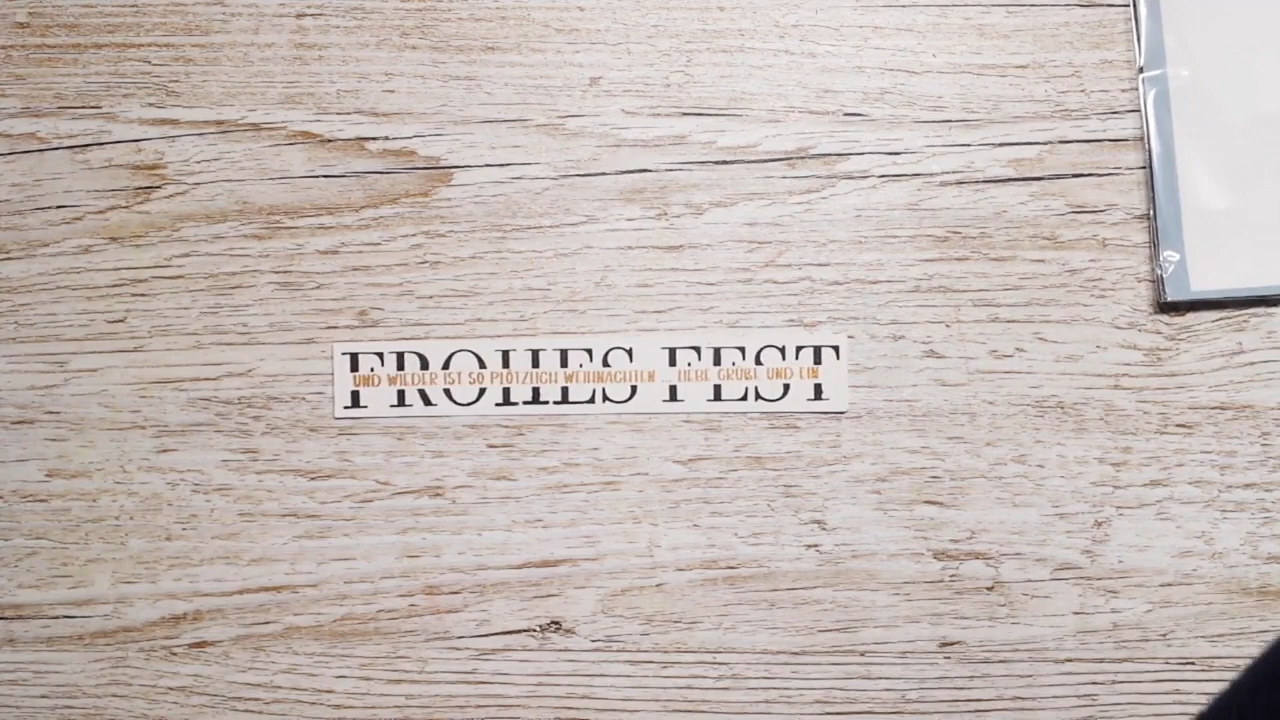 FROHES FEST
UND WIEDER IST SO PLÖTZLICH WEIHNACHTEN ... LIEBE GRÜẞE UND EIN